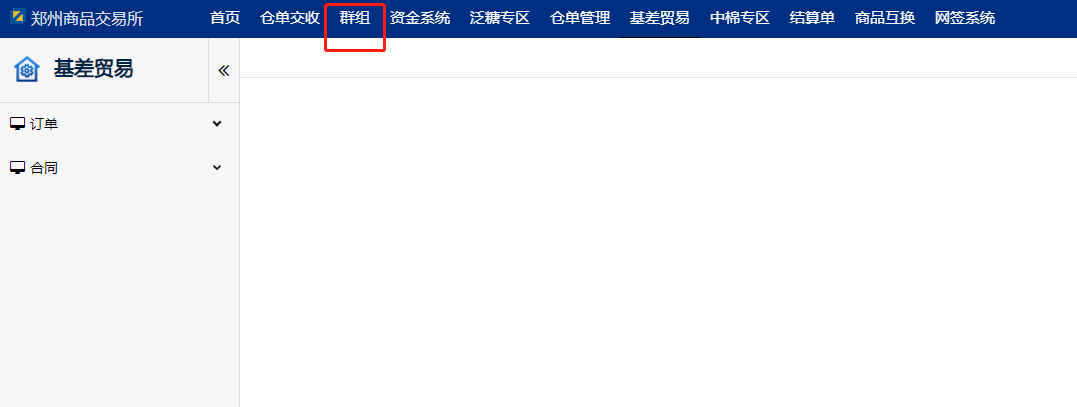 郑州商品交易所 首页 仓单交收 群组 资金系统 泛糖专区 仓单管理 基差贸易 中棉专区 结算单 商品互换 网签系统
基差贸易
订单
合同